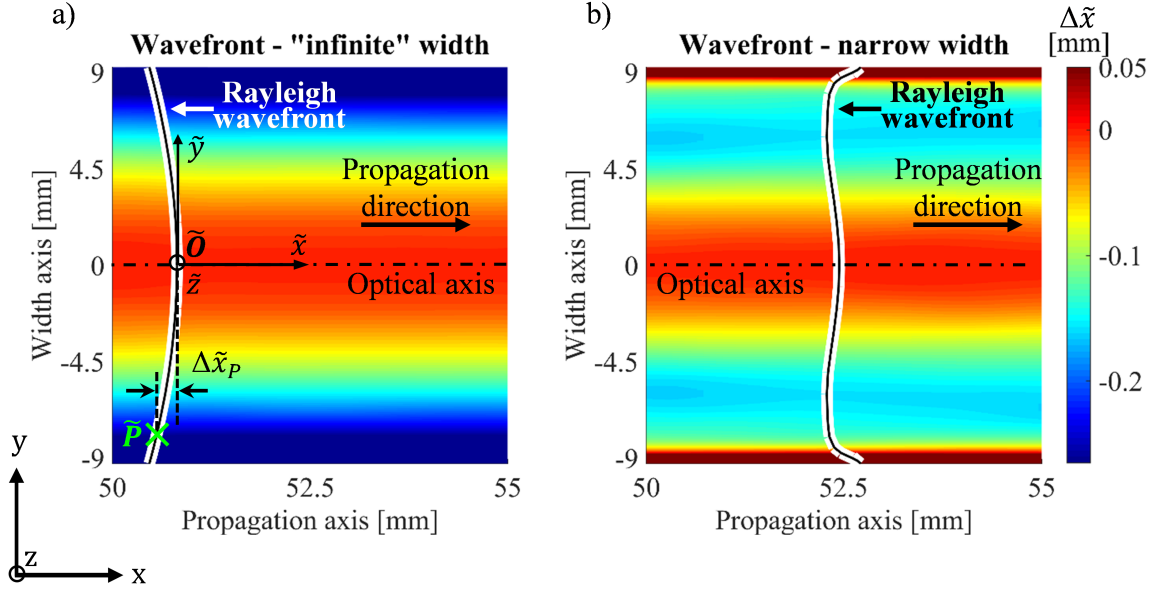 a)
Wavefront - "infinite" width
9
4.5
0
-4.5
-9
Width axis [mm]
Rayleigh
wavefront
ỹ
Propagation
direction
Õ
x̃
z̃
Optical axis
Δx̃_P
P̃
50
52.5
55
Propagation axis [mm]
y
z
x
b)
Wavefront - narrow width
9
4.5
0
-4.5
-9
Width axis [mm]
Rayleigh
wavefront
Propagation
direction
Optical axis
50
52.5
55
Propagation axis [mm]
Δx̃
[mm]
0.05
0
-0.1
-0.2